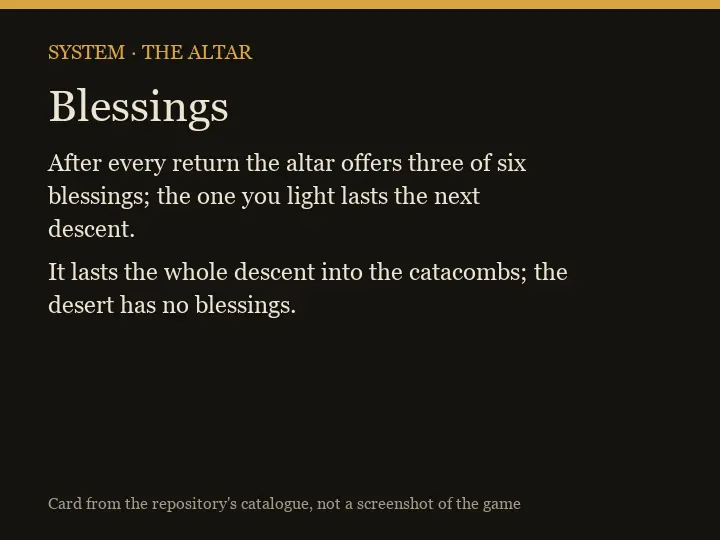 SYSTEM · THE ALTAR
Blessings
After every return the altar offers three of six
blessings; the one you light lasts the next
descent.
It lasts the whole descent into the catacombs; the
desert has no blessings.
Card from the repository's catalogue, not a screenshot of the game